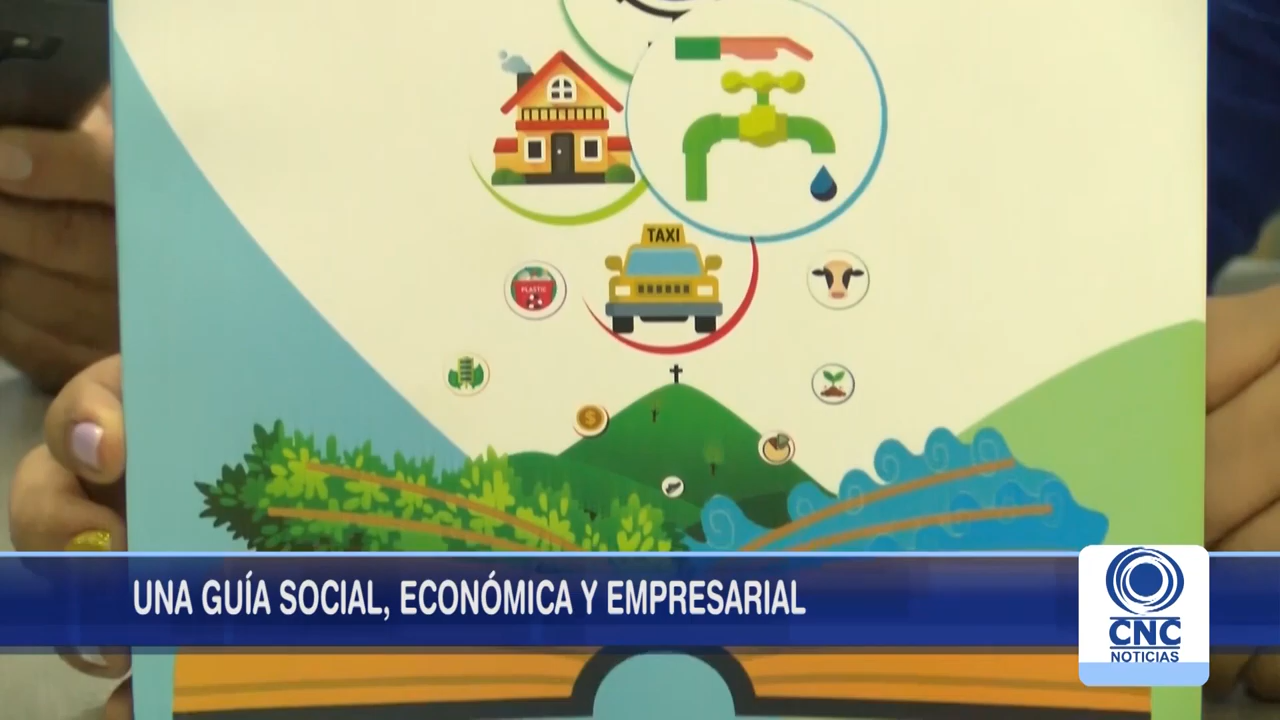 TAXI
PLASTIC
$
UNA GUÍA SOCIAL, ECONÓMICA Y EMPRESARIAL
CNC
NOTICIAS